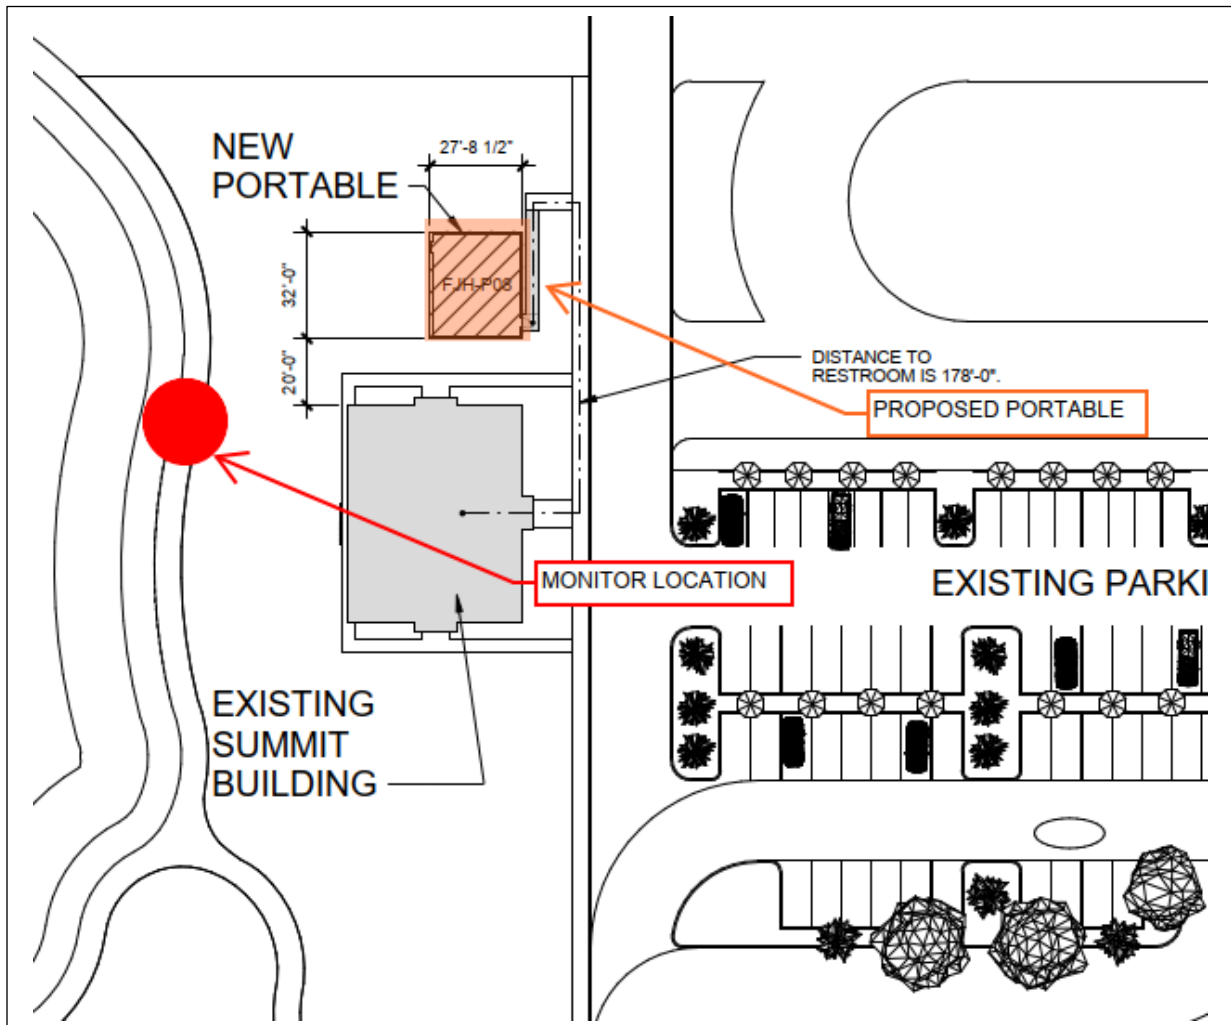 NEW
PORTABLE
27'-8 1/2"
32'-0"
FJH-P08
20'-0"
DISTANCE TO
RESTROOM IS 178'-0".
PROPOSED PORTABLE
MONITOR LOCATION
EXISTING PARKI
EXISTING
SUMMIT
BUILDING